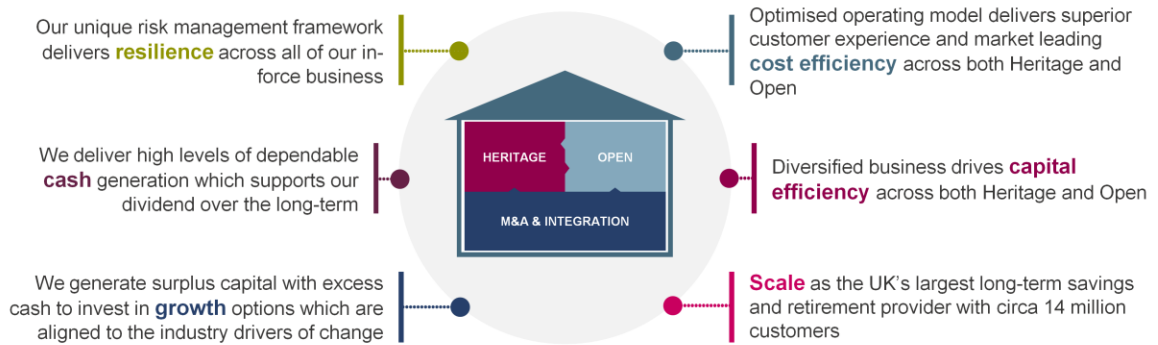 Our unique risk management framework
delivers resilience across all of our in-
force business
We deliver high levels of dependable
cash generation which supports our
dividend over the long-term
We generate surplus capital with excess
cash to invest in growth options which are
aligned to the industry drivers of change
HERITAGE
OPEN
M&A & INTEGRATION
Optimised operating model delivers superior
customer experience and market leading
cost efficiency across both Heritage and
Open
Diversified business drives capital
efficiency across both Heritage and Open
Scale as the UK's largest long-term savings
and retirement provider with circa 14 million
customers